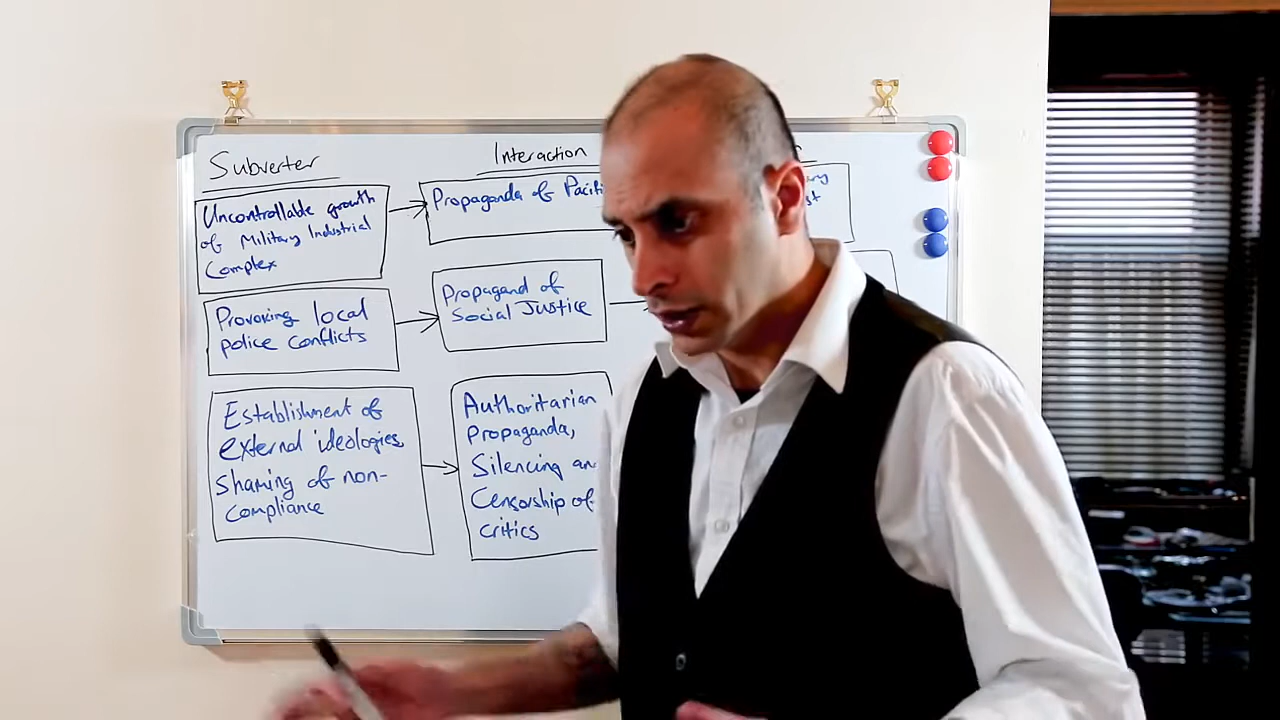 Subverter
Interaction
Uncontrollable growth
of Military Industrial
Complex
Propaganda of
Provoking local
police conflicts
Propagand of
Social Justice
Establishment of
external ideologies,
Shaming of non-
compliance
Authoritarian
Propaganda,
Silencing
Censorship of
critics